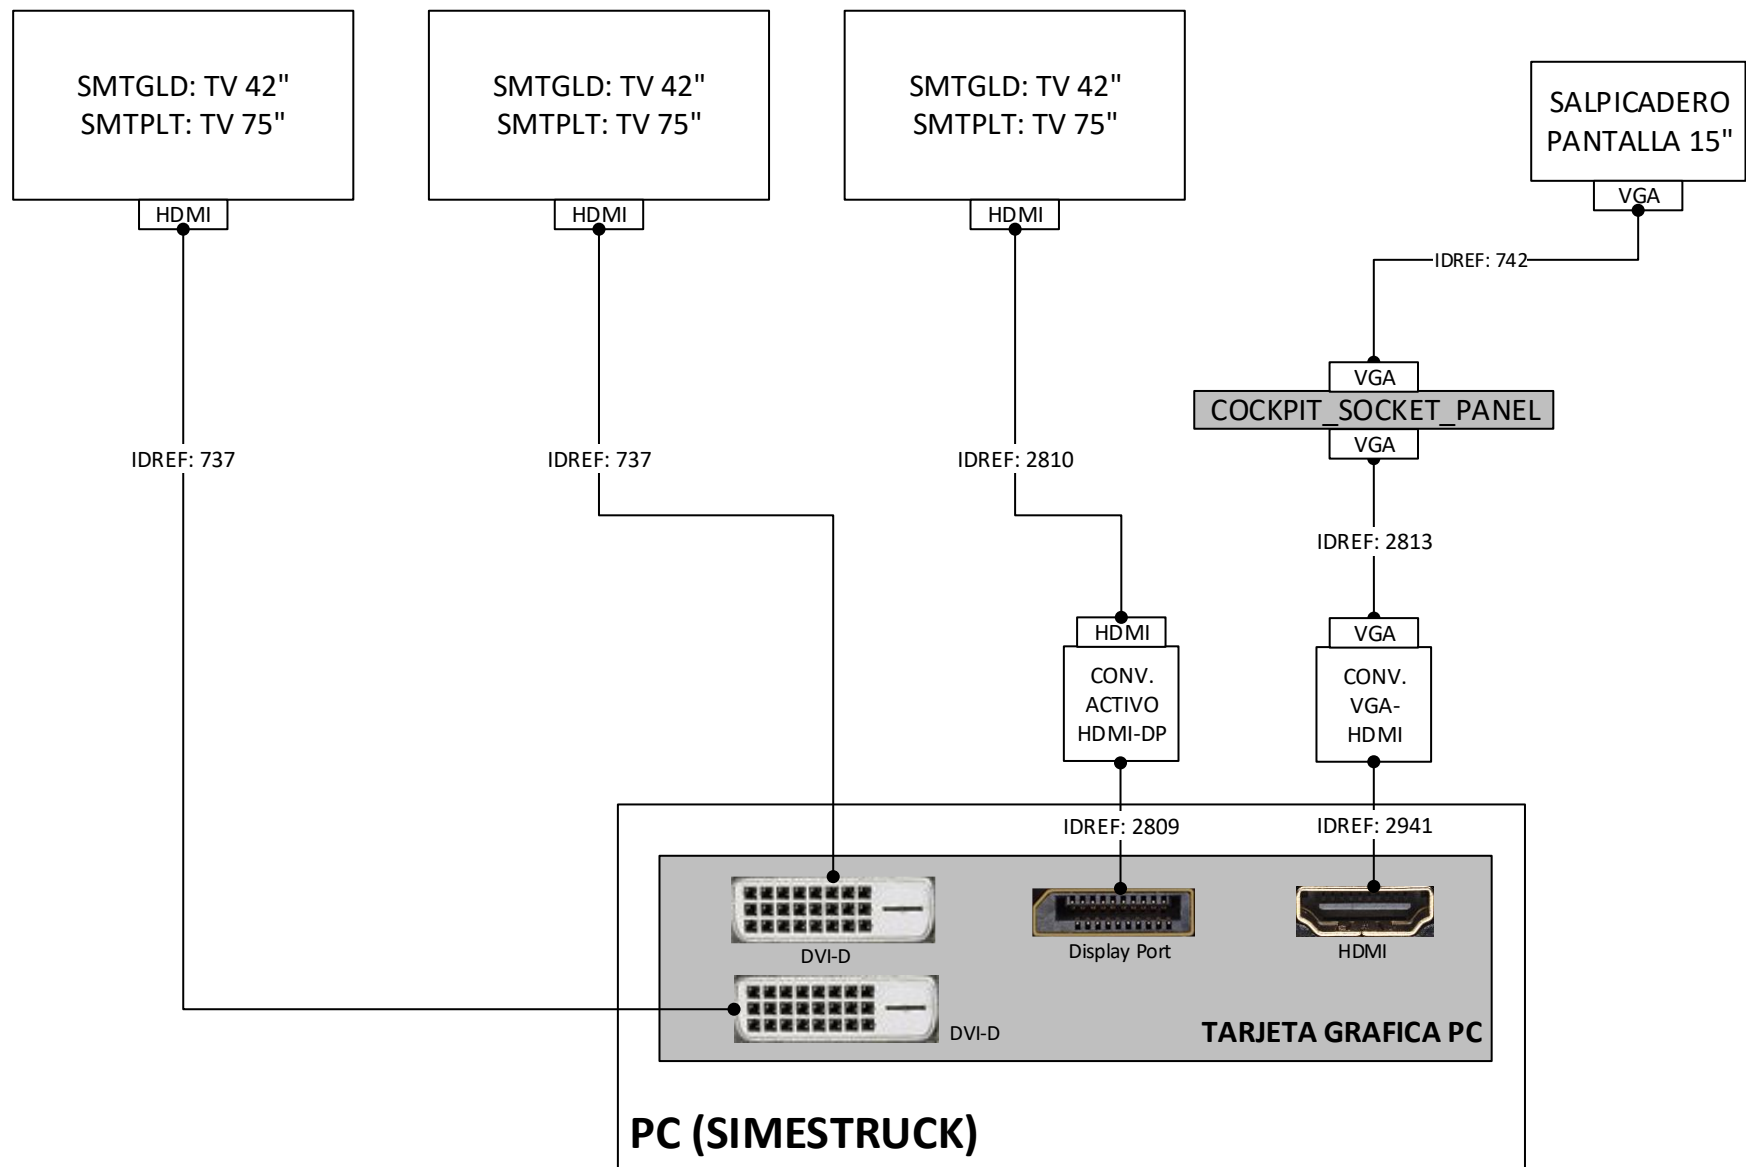 SMTGLD: TV 42"
SMTPLT: TV 75"
HDMI
SMTGLD: TV 42"
SMTPLT: TV 75"
HDMI
SMTGLD: TV 42"
SMTPLT: TV 75"
HDMI
SALPICADERO
PANTALLA 15"
VGA
IDREF: 742
VGA
COCKPIT_SOCKET_PANEL
VGA
IDREF: 737
IDREF: 737
IDREF: 2810
IDREF: 2813
HDMI
CONV.
ACTIVO
HDMI-DP
VGA
CONV.
VGA-
HDMI
IDREF: 2809
IDREF: 2941
DVI-D
Display Port
HDMI
DVI-D
TARJETA GRAFICA PC
PC (SIMESTRUCK)